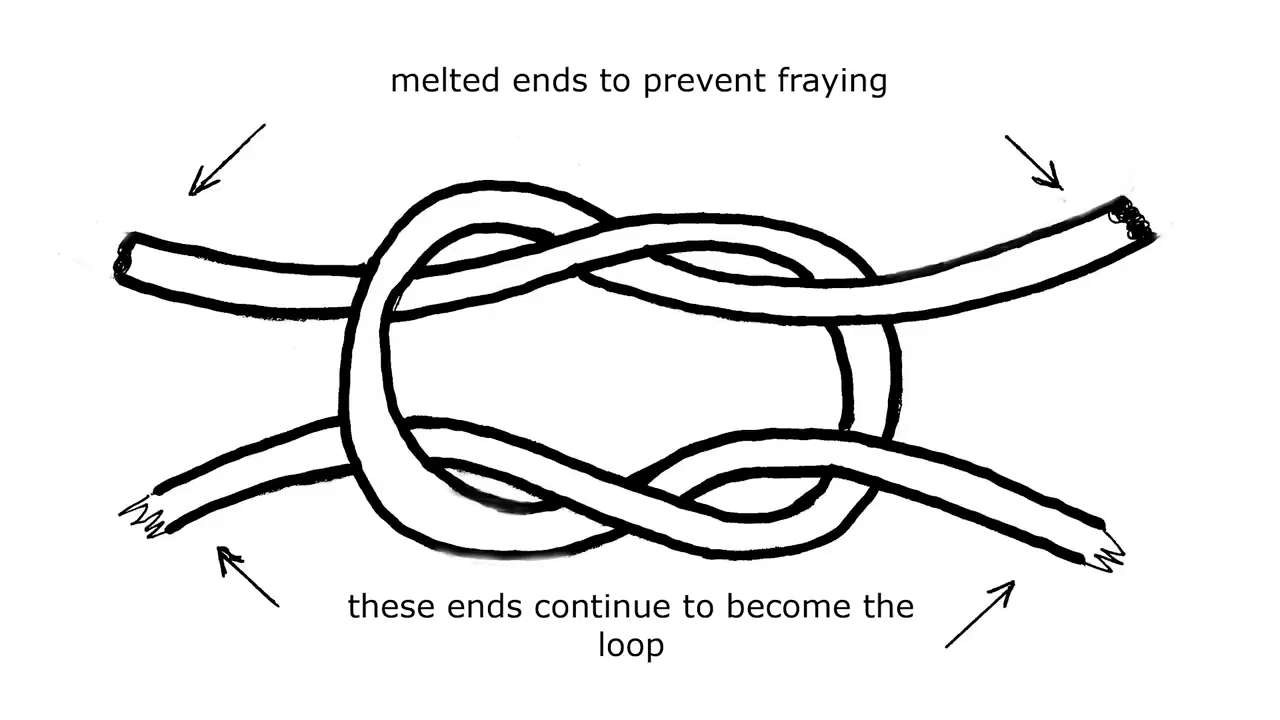 melted ends to prevent fraying
these ends continue to become the
loop